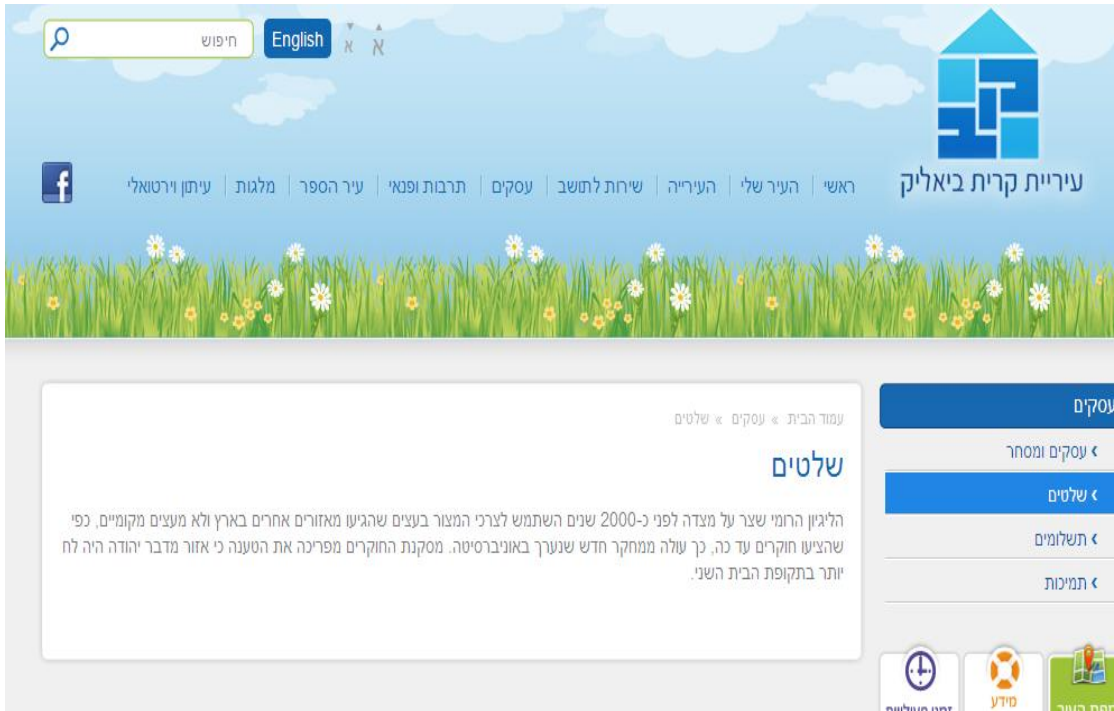 חיפוש
English
א א
עיריית קרית ביאליק
ראשי | העיר שלי | העירייה | שירות לתושב | עסקים | תרבות ופנאי | עיר הספר | מלגות | עיתון וירטואלי
עסקים
עסקים ומסחר
שלטים
תשלומים
תמיכות
עמוד הבית » עסקים » שלטים
שלטים
הליגיון הרומי שצר על מצדה לפני כ-2000 שנים השתמש לצרכי המצור בעצים שהגיעו מאזורים אחרים בארץ ולא מעצים מקומיים, כפי
שהציעו חוקרים עד כה, כך עולה ממחקר חדש שנערך באוניברסיטה. מסקנת החוקרים מפריכה את הטענה כי אזור מדבר יהודה היה לח
יותר בתקופת הבית השני.
מידע